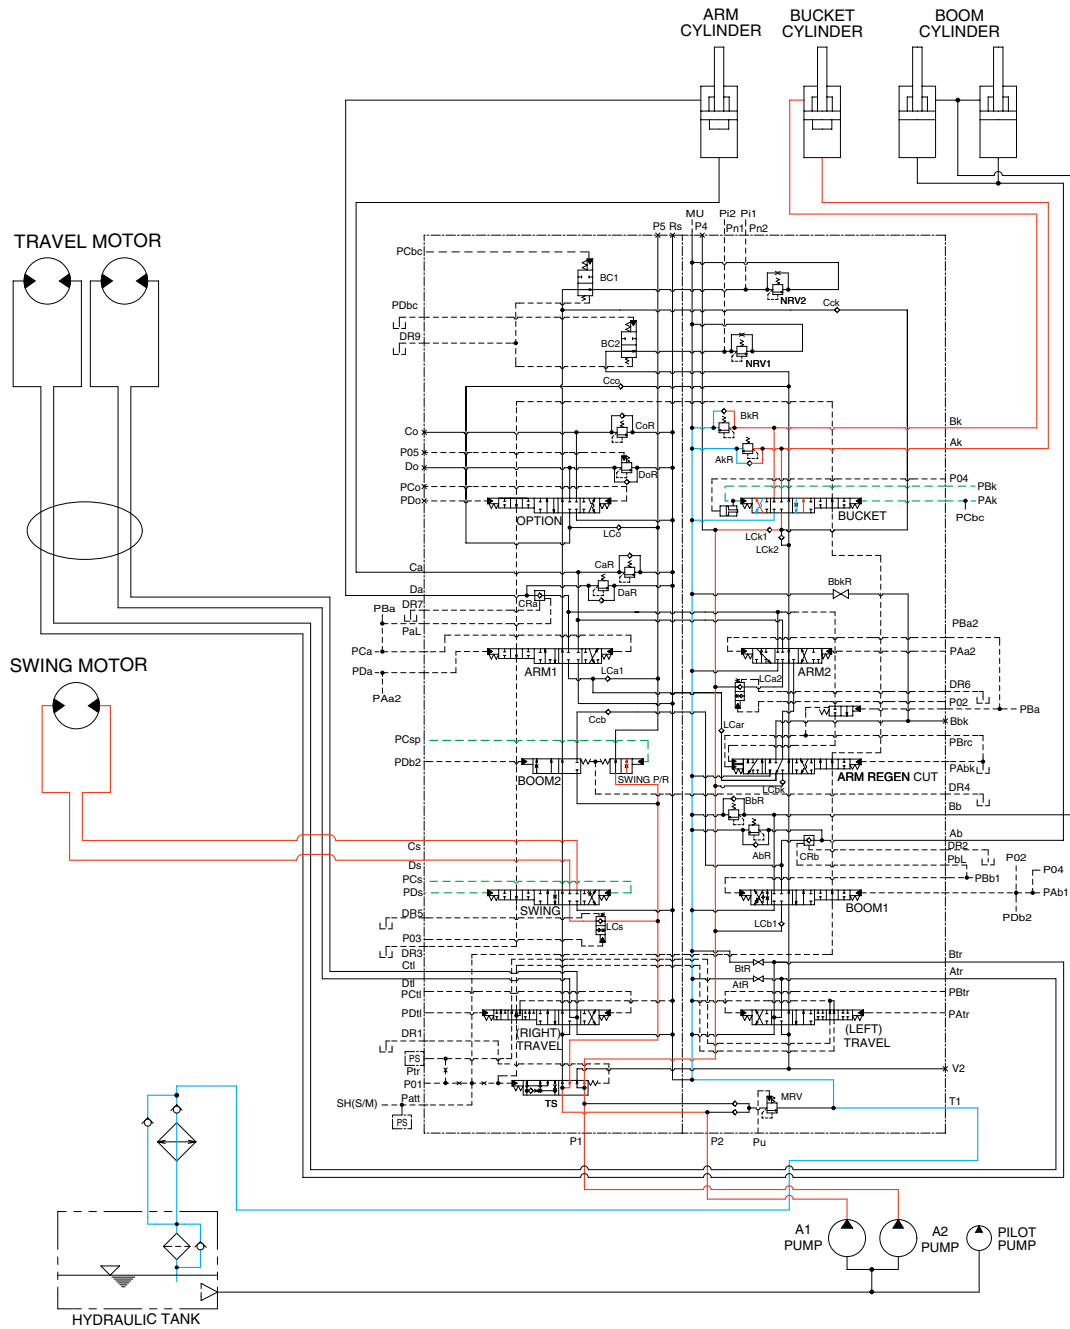 ARM
CYLINDER
BUCKET
CYLINDER
BOOM
CYLINDER
TRAVEL MOTOR
SWING MOTOR
P5 Rs
MU
P4
Pi2 Pi1
Pn1 Pn2
PCbc
BC1
NRV2
Cck
PDbc
DR9
BC2
NRV1
Cco
BkR
Bk
Co
CoR
Ak
P05
AkR
Do
DoR
P04
PBk
PCo
PDo
PAk
OPTION
BUCKET
PCbc
LCo
LCk1
LCk2
Ca
CaR
Da
DaR
BbkR
CRa
DR7
PBa
PaL
PBa2
PCa
PAa2
PDa
ARM1
ARM2
LCa1
LCa2
PAa2
DR6
P02
PBa
Ccb
LCar
Bbk
PCsp
PBrc
PDb2
PAbk
BOOM2
SWING P/R
ARM REGEN CUT
LCbk
DR4
BbR
Bb
Cs
AbR
CRb
Ab
DR2
Ds
PbL
P02
P04
PCs
PBb1
PDs
PAb1
SWING
BOOM1
PDb2
DR5
LCs
LCb1
P03
DR3
Btr
Ctl
BtR
Dtl
AtR
Atr
PCtl
PBtr
PDtl
PAtr
(RIGHT)
TRAVEL
(LEFT)
TRAVEL
DR1
PS
Ptr
V2
P01
Patt
TS
MRV
T1
SH(S/M)
PS
P1
P2
Pu
A1
PUMP
A2
PUMP
PILOT
PUMP
HYDRAULIC TANK